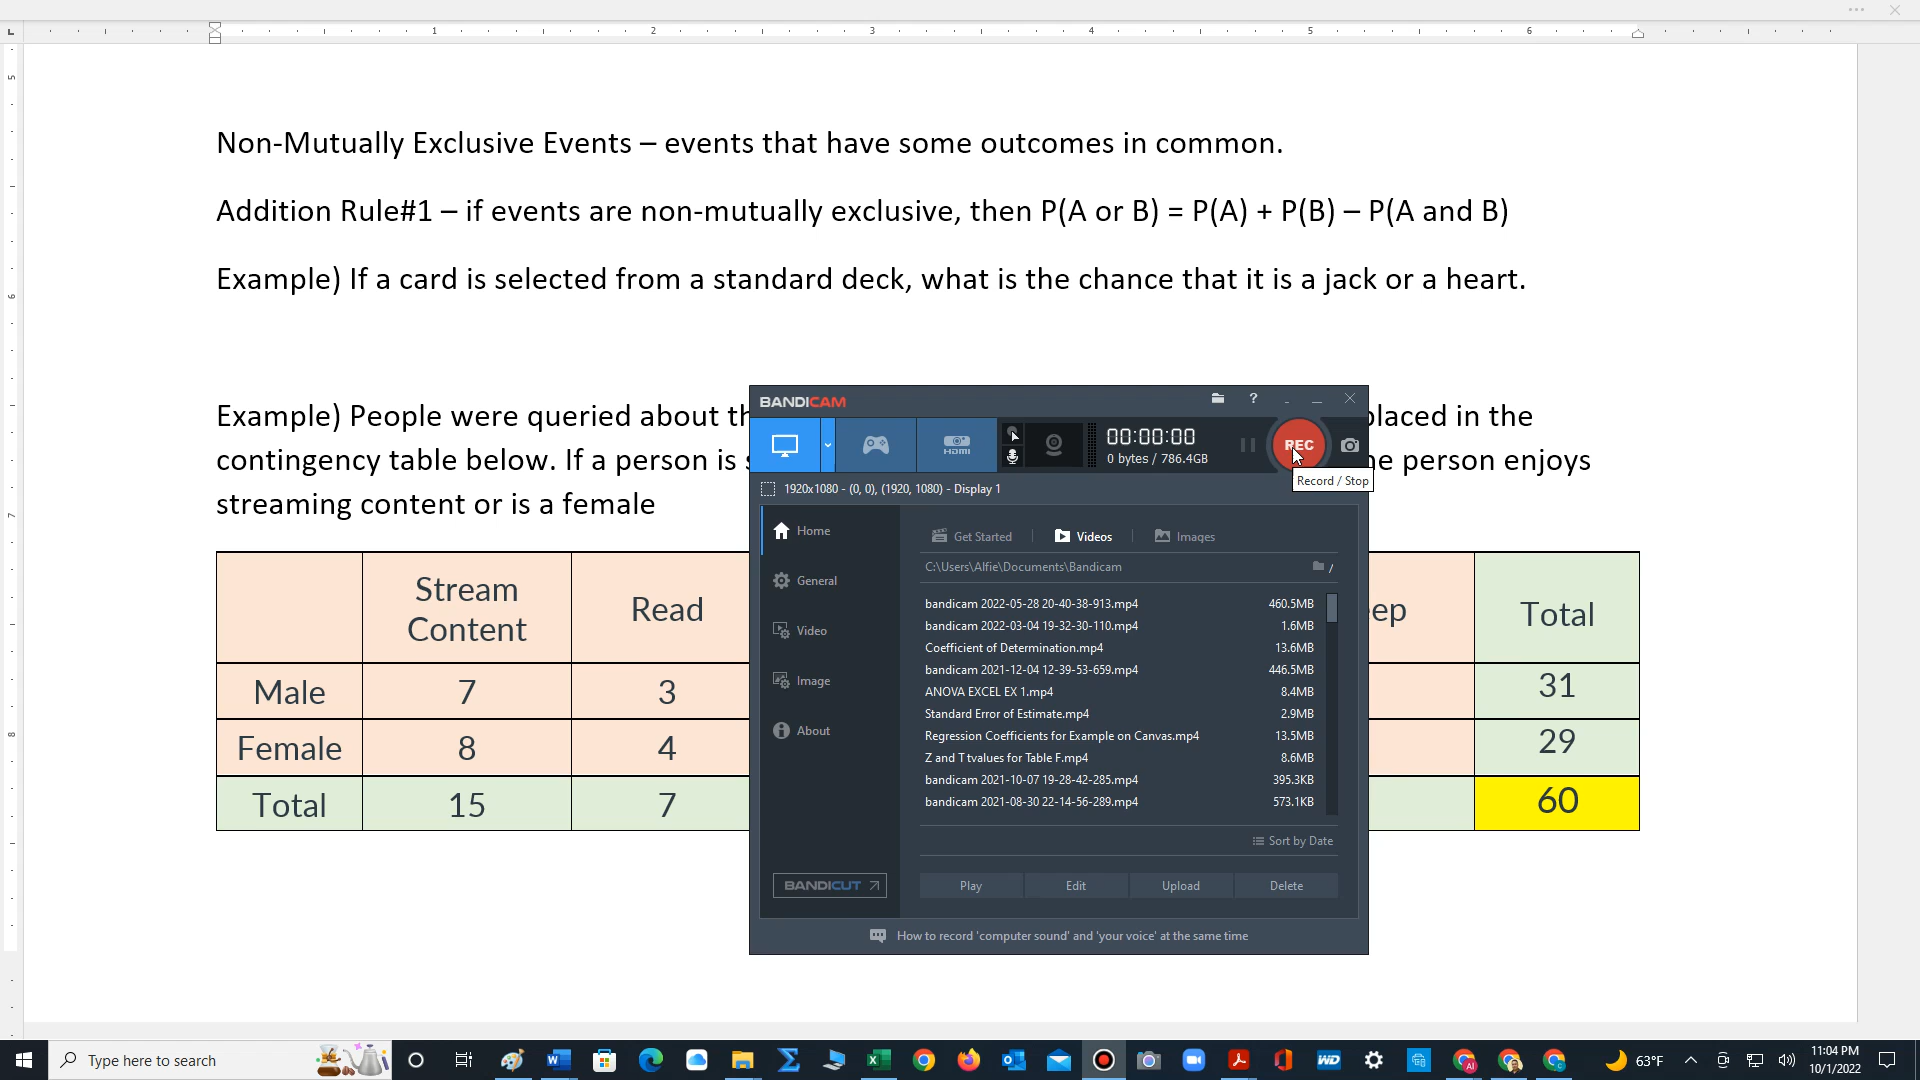 1 2 3 4 5 6
5
6
7
8
Non-Mutually Exclusive Events – events that have some outcomes in common.
Addition Rule#1 – if events are non-mutually exclusive, then P(A or B) = P(A) + P(B) – P(A and B)
Example) If a card is selected from a standard deck, what is the chance that it is a jack or a heart.
Example) People were queried about placed in the
contingency table below. If a person is person enjoys
streaming content or is a female
Stream Content Read Total
Male 7 3 31
Female 8 4 29
Total 15 7 60
BANDICAM ?
HDMI 00:00:00 REC
0 bytes / 786.4GB
Record / Stop
1920x1080 - (0, 0), (1920, 1080) - Display 1
Home
General
Video
Image
About
BANDICUT
Get Started Videos Images
C:\Users\Alfie\Documents\Bandicam /
bandicam 2022-05-28 20-40-38-913.mp4 460.5MB
bandicam 2022-03-04 19-32-30-110.mp4 1.6MB
Coefficient of Determination.mp4 13.6MB
bandicam 2021-12-04 12-39-53-659.mp4 446.5MB
ANOVA EXCEL EX 1.mp4 8.4MB
Standard Error of Estimate.mp4 2.9MB
Regression Coefficients for Example on Canvas.mp4 13.5MB
Z and T tvalues for Table F.mp4 8.6MB
bandicam 2021-10-07 19-28-42-285.mp4 395.3KB
bandicam 2021-08-30 22-14-56-289.mp4 573.1KB
Sort by Date
Play Edit Upload Delete
How to record 'computer sound' and 'your voice' at the same time
Type here to search
63°F
11:04 PM
10/1/2022